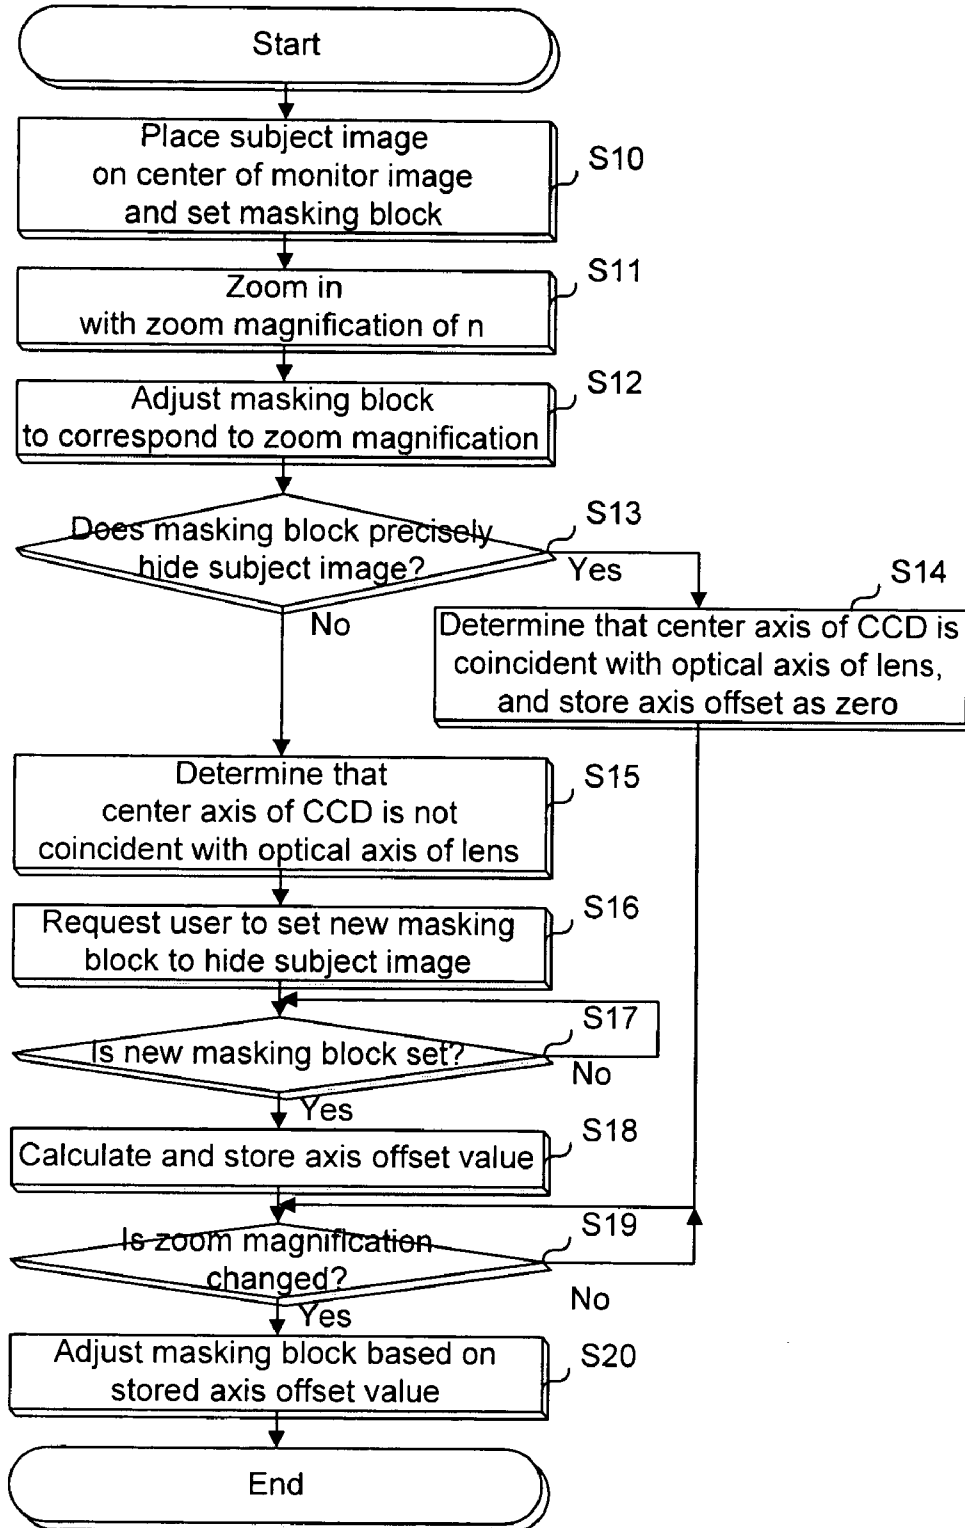 Start
Place subject image
on center of monitor image
and set masking block
S10
Zoom in
with zoom magnification of n
S11
Adjust masking block
to correspond to zoom magnification
S12
Does masking block precisely
hide subject image?
S13
Yes
No
S14
Determine that center axis of CCD is
coincident with optical axis of lens,
and store axis offset as zero
Determine that
center axis of CCD is not
coincident with optical axis of lens
S15
Request user to set new masking
block to hide subject image
S16
Is new masking block set?
S17
No
Yes
Calculate and store axis offset value
S18
Is zoom magnification
changed?
S19
No
Yes
Adjust masking block based on
stored axis offset value
S20
End